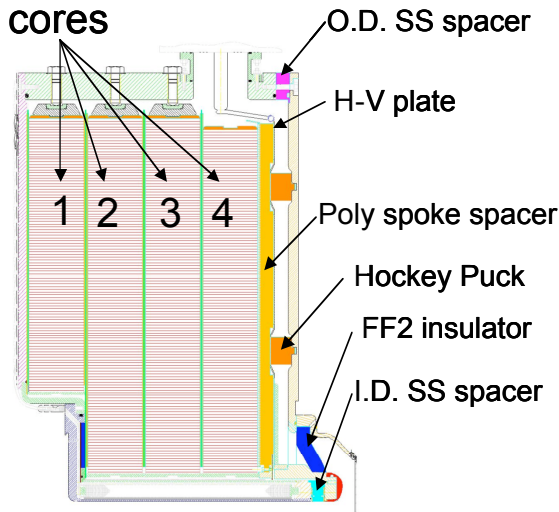 cores
O.D. SS spacer
H-V plate
1 2 3 4
Poly spoke spacer
Hockey Puck
FF2 insulator
I.D. SS spacer